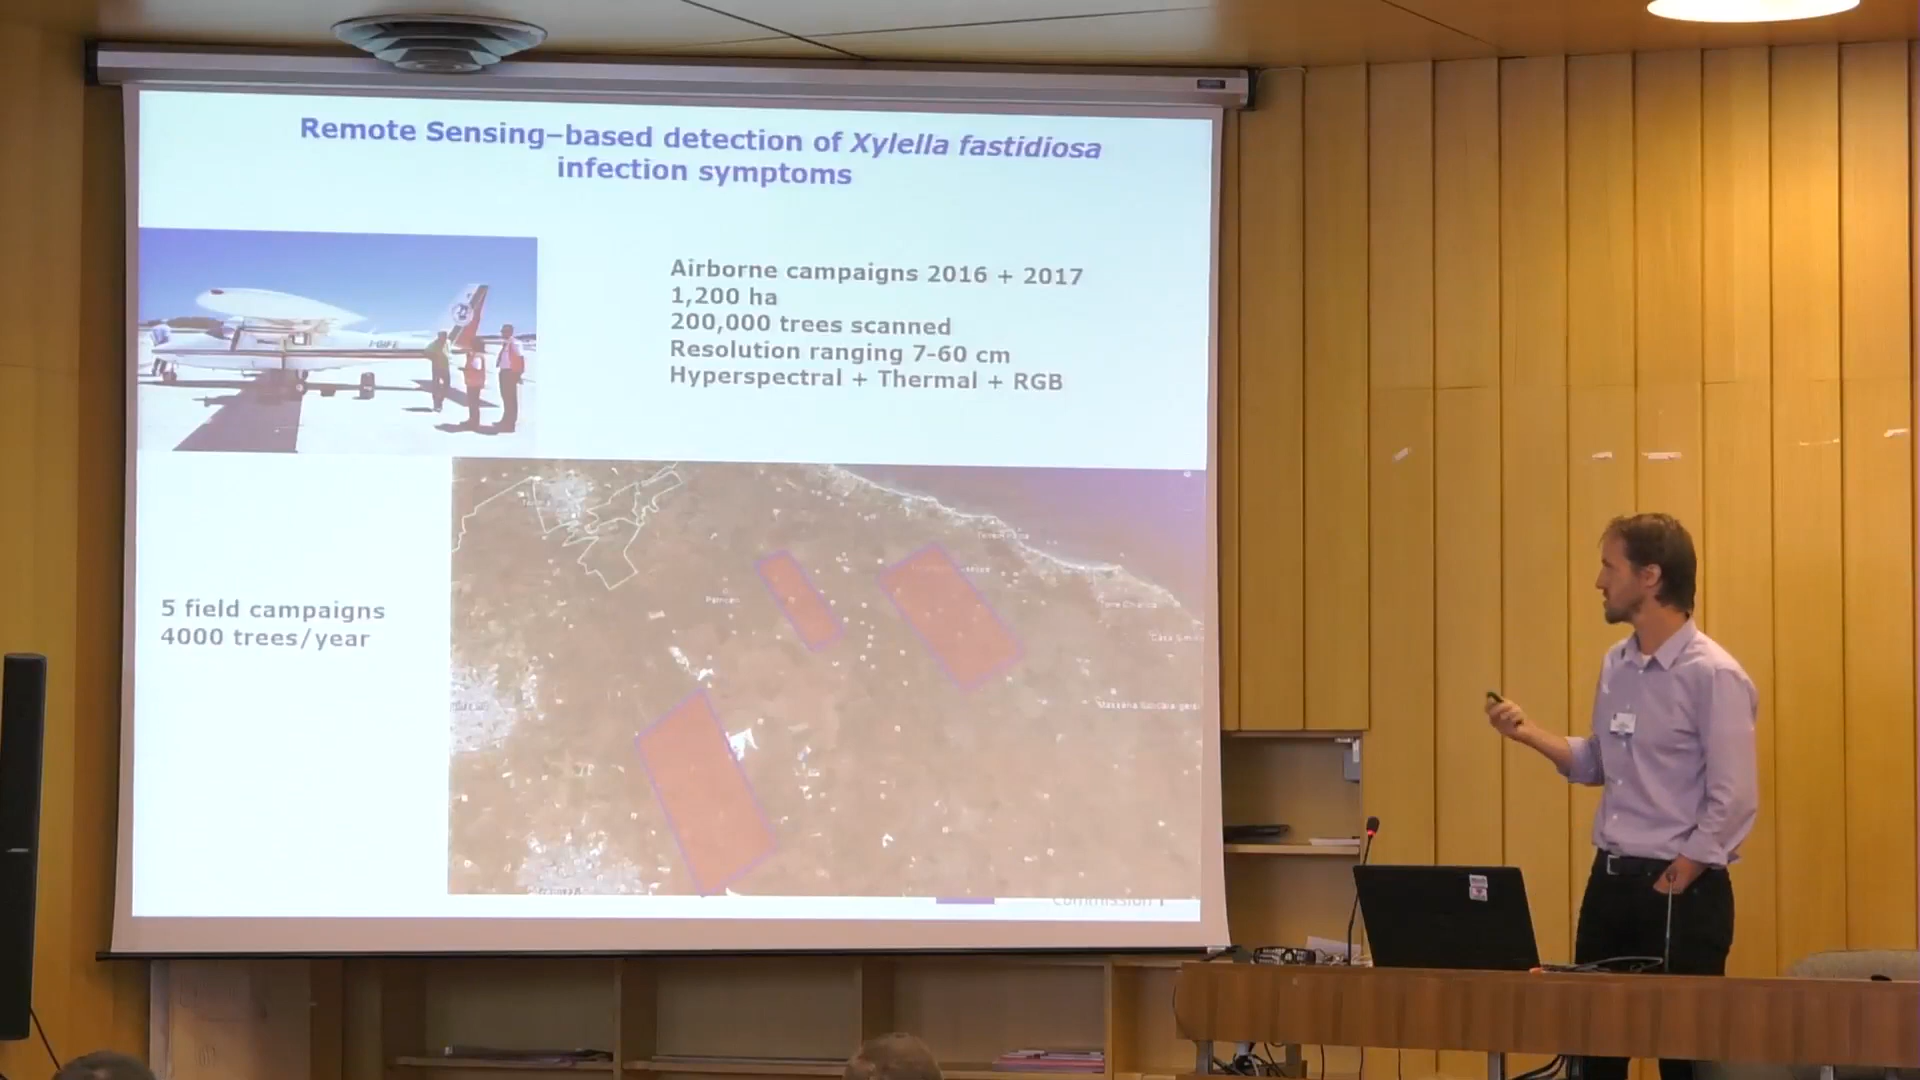 Remote Sensing–based detection of Xylella fastidiosa
infection symptoms
Airborne campaigns 2016 + 2017
1,200 ha
200,000 trees scanned
Resolution ranging 7-60 cm
Hyperspectral + Thermal + RGB
5 field campaigns
4000 trees/year
Commission